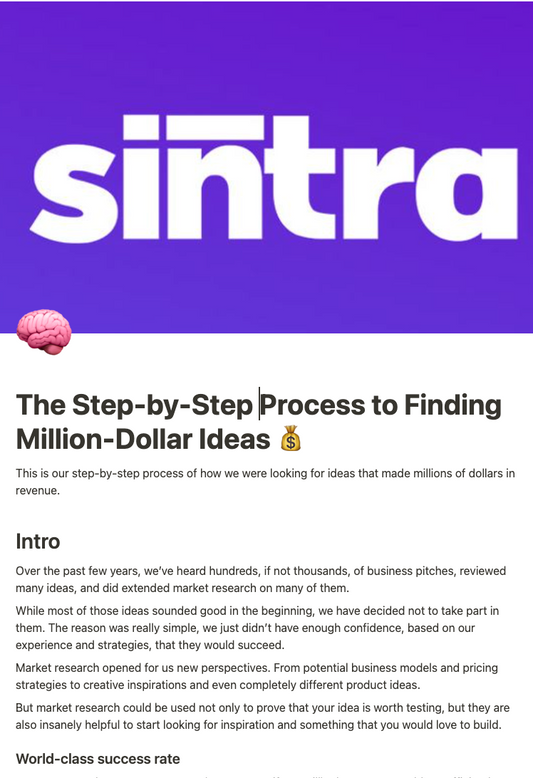 sintra
The Step-by-Step Process to Finding
Million-Dollar Ideas 💰
This is our step-by-step process of how we were looking for ideas that made millions of dollars in
revenue.
Intro
Over the past few years, we’ve heard hundreds, if not thousands, of business pitches, reviewed
many ideas, and did extended market research on many of them.
While most of those ideas sounded good in the beginning, we have decided not to take part in
them. The reason was really simple, we just didn’t have enough confidence, based on our
experience and strategies, that they would succeed.
Market research opened for us new perspectives. From potential business models and pricing
strategies to creative inspirations and even completely different product ideas.
But market research could be used not only to prove that your idea is worth testing, but they are
also insanely helpful to start looking for inspiration and something that you would love to build.
World-class success rate